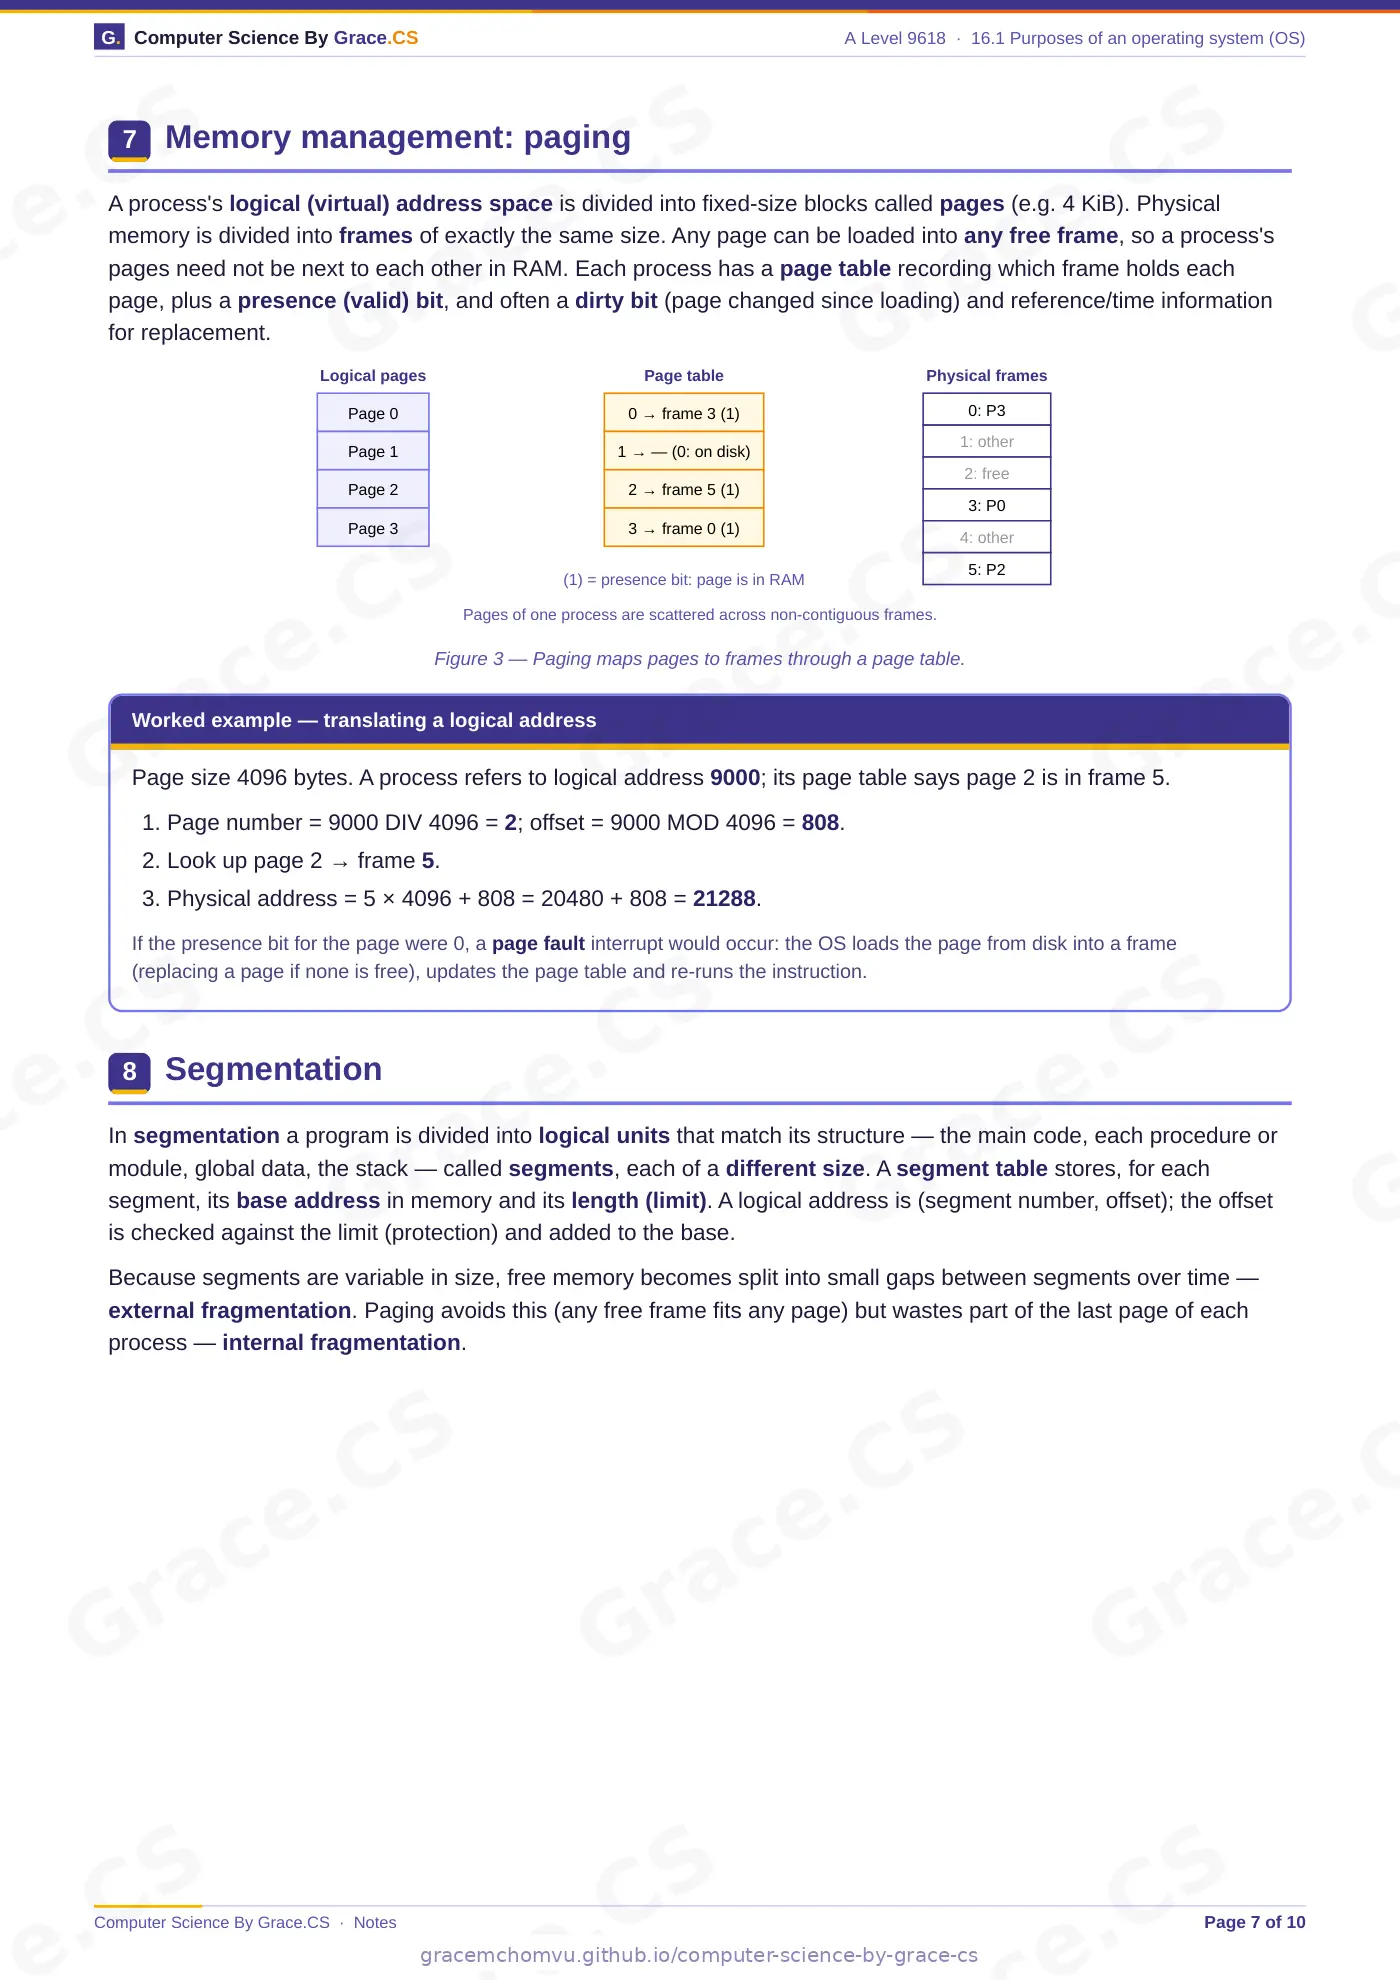 G. Computer Science By Grace.CS
A Level 9618 · 16.1 Purposes of an operating system (OS)
7 Memory management: paging
A process's logical (virtual) address space is divided into fixed-size blocks called pages (e.g. 4 KiB). Physical
memory is divided into frames of exactly the same size. Any page can be loaded into any free frame, so a process's
pages need not be next to each other in RAM. Each process has a page table recording which frame holds each
page, plus a presence (valid) bit, and often a dirty bit (page changed since loading) and reference/time information
for replacement.
Logical pages
Page 0
Page 1
Page 2
Page 3
Page table
0 → frame 3 (1)
1 → — (0: on disk)
2 → frame 5 (1)
3 → frame 0 (1)
(1) = presence bit: page is in RAM
Physical frames
0: P3
1: other
2: free
3: P0
4: other
5: P2
Pages of one process are scattered across non-contiguous frames.
Figure 3 — Paging maps pages to frames through a page table.
Worked example — translating a logical address
Page size 4096 bytes. A process refers to logical address 9000; its page table says page 2 is in frame 5.
1. Page number = 9000 DIV 4096 = 2; offset = 9000 MOD 4096 = 808.
2. Look up page 2 → frame 5.
3. Physical address = 5 × 4096 + 808 = 20480 + 808 = 21288.
If the presence bit for the page were 0, a page fault interrupt would occur: the OS loads the page from disk into a frame
(replacing a page if none is free), updates the page table and re-runs the instruction.
8 Segmentation
In segmentation a program is divided into logical units that match its structure — the main code, each procedure or
module, global data, the stack — called segments, each of a different size. A segment table stores, for each
segment, its base address in memory and its length (limit). A logical address is (segment number, offset); the offset
is checked against the limit (protection) and added to the base.
Because segments are variable in size, free memory becomes split into small gaps between segments over time —
external fragmentation. Paging avoids this (any free frame fits any page) but wastes part of the last page of each
process — internal fragmentation.
Computer Science By Grace.CS · Notes
Page 7 of 10
gracemchomvu.github.io/computer-science-by-grace-cs